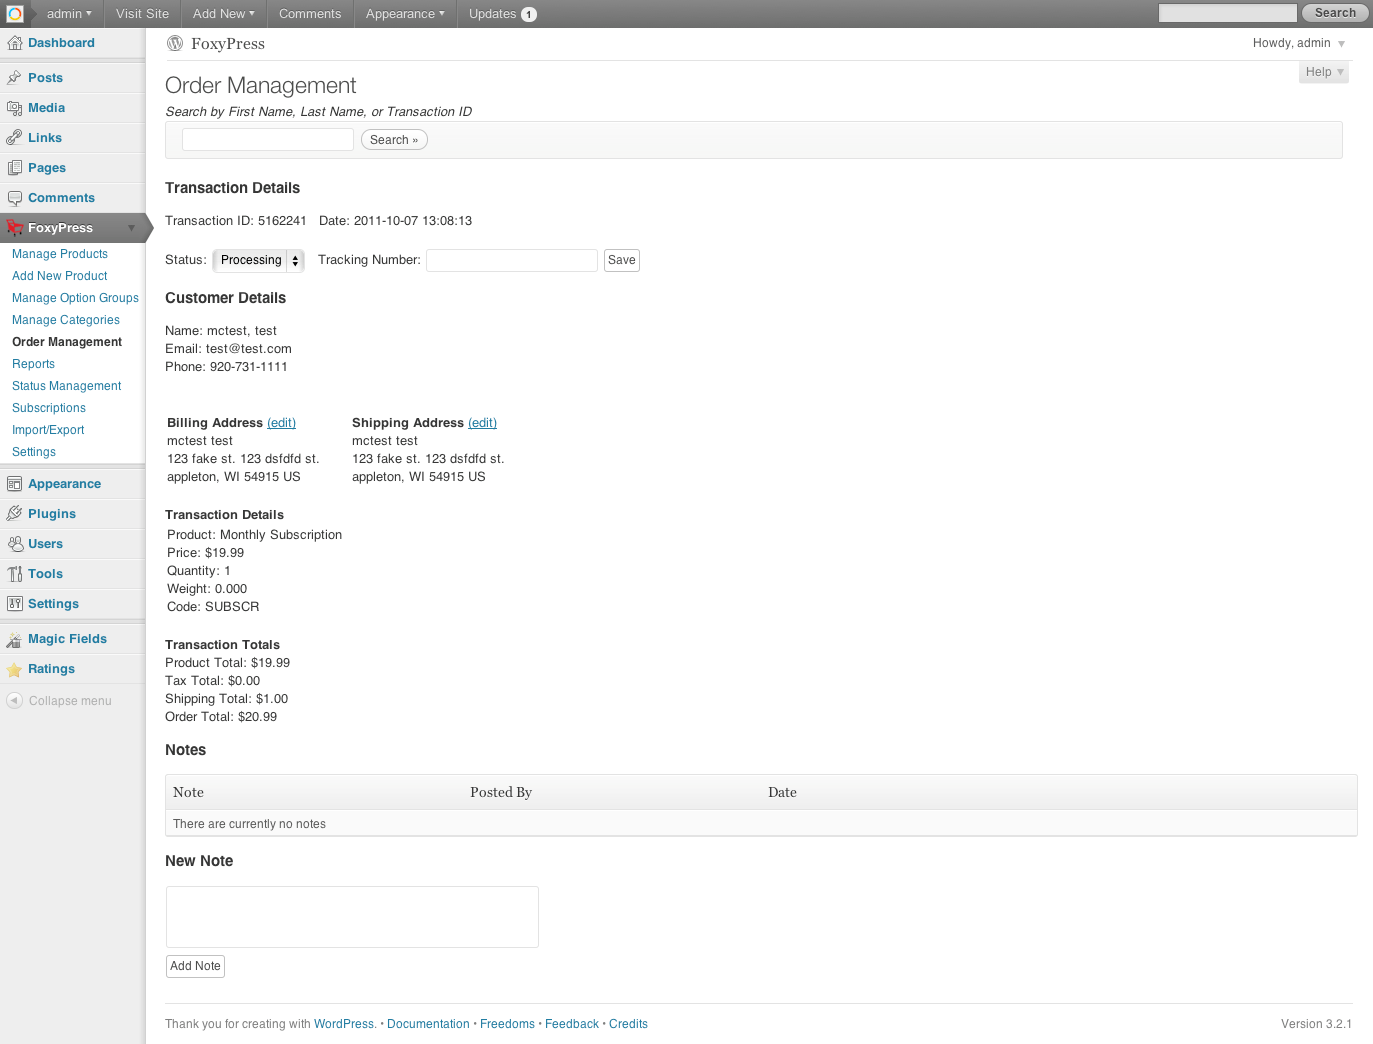 admin Visit Site Add New Comments Appearance Updates 1 Search
Dashboard
Posts
Media
Links
Pages
Comments
FoxyPress
Manage Products
Add New Product
Manage Option Groups
Manage Categories
Order Management
Reports
Status Management
Subscriptions
Import/Export
Settings
Appearance
Plugins
Users
Tools
Settings
Magic Fields
Ratings
Collapse menu
FoxyPress Howdy, admin
Help
Order Management
Search by First Name, Last Name, or Transaction ID
Search »
Transaction Details
Transaction ID: 5162241 Date: 2011-10-07 13:08:13
Status: Processing Tracking Number: Save
Customer Details
Name: mctest, test
Email: test@test.com
Phone: 920-731-1111
Billing Address (edit)
mctest test
123 fake st. 123 dsfdfd st.
appleton, WI 54915 US
Shipping Address (edit)
mctest test
123 fake st. 123 dsfdfd st.
appleton, WI 54915 US
Transaction Details
Product: Monthly Subscription
Price: $19.99
Quantity: 1
Weight: 0.000
Code: SUBSCR
Transaction Totals
Product Total: $19.99
Tax Total: $0.00
Shipping Total: $1.00
Order Total: $20.99
Notes
Note Posted By Date
There are currently no notes
New Note
Add Note
Thank you for creating with WordPress. • Documentation • Freedoms • Feedback • Credits Version 3.2.1